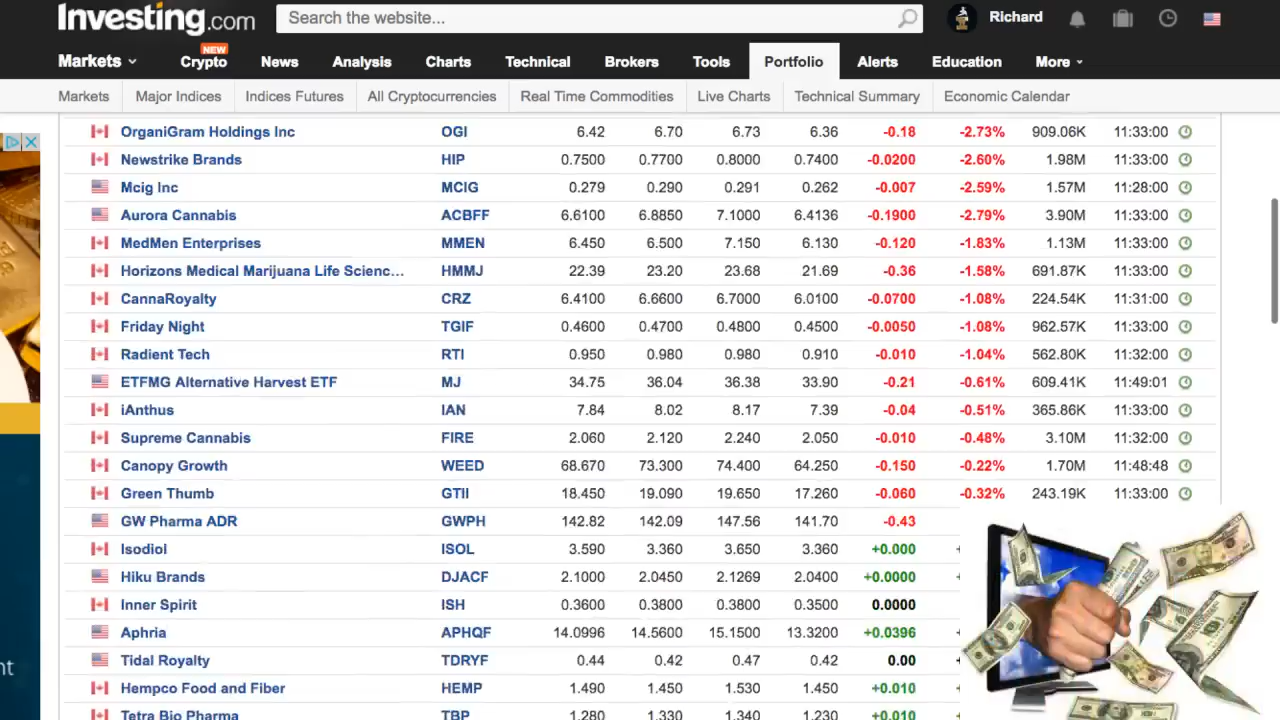 Investing.com Search the website... Richard
Markets NEW Crypto News Analysis Charts Technical Brokers Tools Portfolio Alerts Education More
Markets Major Indices Indices Futures All Cryptocurrencies Real Time Commodities Live Charts Technical Summary Economic Calendar
OrganiGram Holdings Inc OGI 6.42 6.70 6.73 6.36 -0.18 -2.73% 909.06K 11:33:00
Newstrike Brands HIP 0.7500 0.7700 0.8000 0.7400 -0.0200 -2.60% 1.98M 11:33:00
Mcig Inc MCIG 0.279 0.290 0.291 0.262 -0.007 -2.59% 1.57M 11:28:00
Aurora Cannabis ACBFF 6.6100 6.8850 7.1000 6.4136 -0.1900 -2.79% 3.90M 11:33:00
MedMen Enterprises MMEN 6.450 6.500 7.150 6.130 -0.120 -1.83% 1.13M 11:33:00
Horizons Medical Marijuana Life Scienc... HMMJ 22.39 23.20 23.68 21.69 -0.36 -1.58% 691.87K 11:33:00
CannaRoyalty CRZ 6.4100 6.6600 6.7000 6.0100 -0.0700 -1.08% 224.54K 11:31:00
Friday Night TGIF 0.4600 0.4700 0.4800 0.4500 -0.0050 -1.08% 962.57K 11:33:00
Radient Tech RTI 0.950 0.980 0.980 0.910 -0.010 -1.04% 562.80K 11:32:00
ETFMG Alternative Harvest ETF MJ 34.75 36.04 36.38 33.90 -0.21 -0.61% 609.41K 11:49:01
iAnthus IAN 7.84 8.02 8.17 7.39 -0.04 -0.51% 365.86K 11:33:00
Supreme Cannabis FIRE 2.060 2.120 2.240 2.050 -0.010 -0.48% 3.10M 11:32:00
Canopy Growth WEED 68.670 73.300 74.400 64.250 -0.150 -0.22% 1.70M 11:48:48
Green Thumb GTII 18.450 19.090 19.650 17.260 -0.060 -0.32% 243.19K 11:33:00
GW Pharma ADR GWPH 142.82 142.09 147.56 141.70 -0.43
Isodiol ISOL 3.590 3.360 3.650 3.360 +0.000
Hiku Brands DJACF 2.1000 2.0450 2.1269 2.0400 +0.0000
Inner Spirit ISH 0.3600 0.3800 0.3800 0.3500 0.0000
Aphria APHQF 14.0996 14.5600 15.1500 13.3200 +0.0396
nt
Tidal Royalty TDRYF 0.44 0.42 0.47 0.42 0.00
Hempco Food and Fiber HEMP 1.490 1.450 1.530 1.450 +0.010
Tetra Bio Pharma TBP 1.280 1.330 1.340 1.230 +0.010